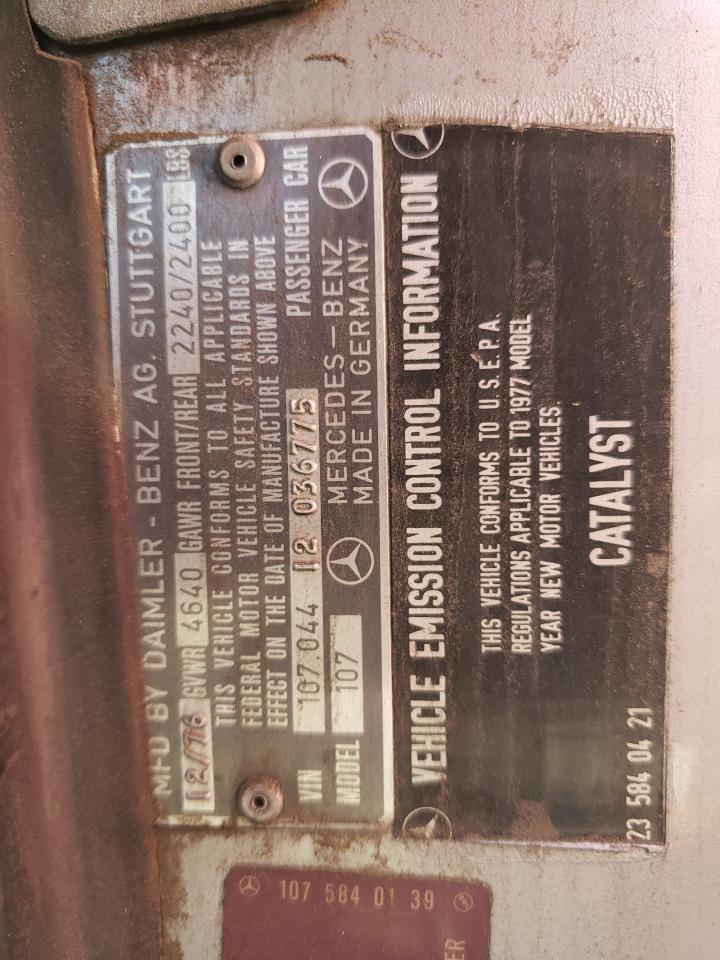 MFD BY DAIMLER - BENZ AG. STUTTGART
12/76 GVWR 4640 GAWR FRONT/REAR 2240/2400 LBS
THIS VEHICLE CONFORMS TO ALL APPLICABLE
FEDERAL MOTOR VEHICLE SAFETY STANDARDS IN
EFFECT ON THE DATE OF MANUFACTURE SHOWN ABOVE
VIN 107.044 12 036775 PASSENGER CAR
MODEL 107 MERCEDES-BENZ
MADE IN GERMANY
VEHICLE EMISSION CONTROL INFORMATION
THIS VEHICLE CONFORMS TO U.S.E.P.A.
REGULATIONS APPLICABLE TO 1977 MODEL
YEAR NEW MOTOR VEHICLES.
CATALYST
23 584 04 21
107 584 01 39